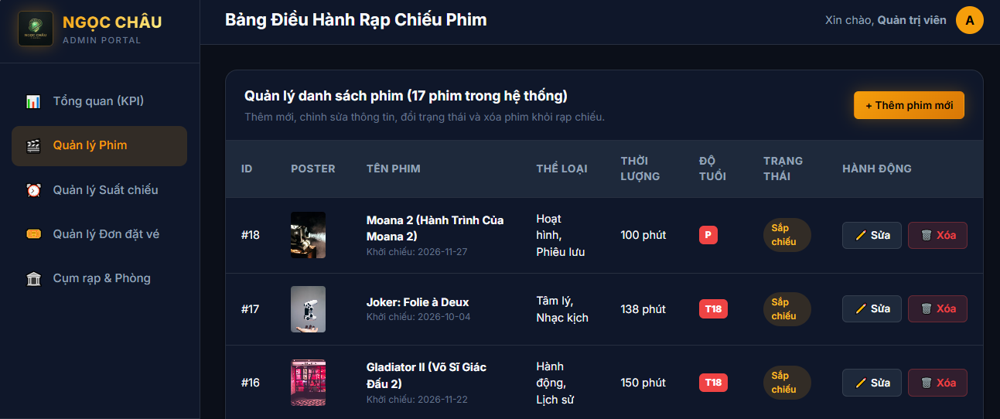 NGỌC CHÂU
ADMIN PORTAL
Bảng Điều Hành Rạp Chiếu Phim
Xin chào, Quản trị viên
A
Tổng quan (KPI)
Quản lý Phim
Quản lý Suất chiếu
Quản lý Đơn đặt vé
Cụm rạp & Phòng
Quản lý danh sách phim (17 phim trong hệ thống)
Thêm mới, chỉnh sửa thông tin, đổi trạng thái và xóa phim khỏi rạp chiếu.
+ Thêm phim mới
ID
POSTER
TÊN PHIM
THỂ LOẠI
THỜI
LƯỢNG
ĐỘ
TUỔI
TRẠNG
THÁI
HÀNH ĐỘNG
#18
Moana 2 (Hành Trình Của
Moana 2)
Khởi chiếu: 2026-11-27
Hoạt
hình,
Phiêu lưu
100 phút
P
Sắp
chiếu
Sửa
Xóa
#17
Joker: Folie à Deux
Khởi chiếu: 2026-10-04
Tâm lý,
Nhạc kịch
138 phút
T18
Sắp
chiếu
Sửa
Xóa
#16
Gladiator II (Võ Sĩ Giác
Đấu 2)
Khởi chiếu: 2026-11-22
Hành
động,
Lịch sử
150 phút
T18
Sắp
chiếu
Sửa
Xóa